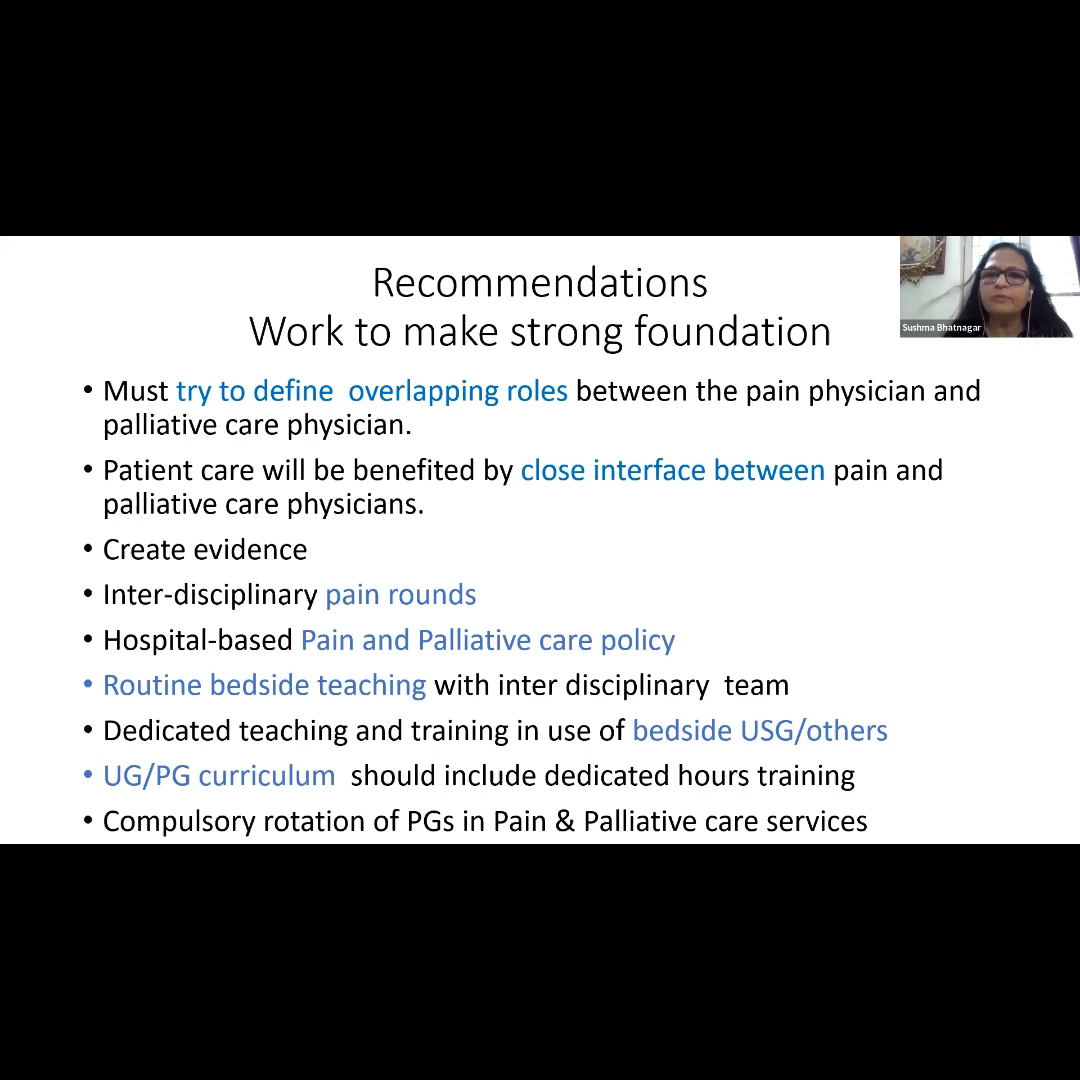 Recommendations
Work to make strong foundation
Sushma Bhatnagar
• Must try to define  overlapping roles between the pain physician and
palliative care physician.
• Patient care will be benefited by close interface between pain and
palliative care physicians.
• Create evidence
• Inter-disciplinary pain rounds
• Hospital-based Pain and Palliative care policy
• Routine bedside teaching with inter disciplinary  team
• Dedicated teaching and training in use of bedside USG/others
• UG/PG curriculum  should include dedicated hours training
• Compulsory rotation of PGs in Pain & Palliative care services